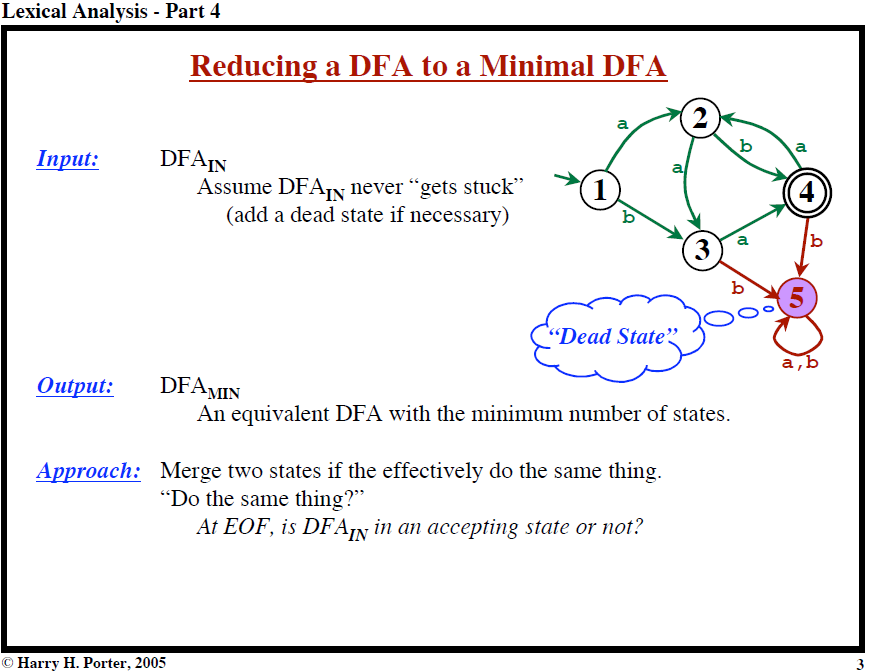 Lexical Analysis - Part 4
Reducing a DFA to a Minimal DFA
Input:
DFAIN
Assume DFAIN never “gets stuck”
(add a dead state if necessary)
1
2
3
4
5
a
b
a
b
a
a
b
b
a,b
“Dead State”
Output:
DFAMIN
An equivalent DFA with the minimum number of states.
Approach:
Merge two states if the effectively do the same thing.
“Do the same thing?”
At EOF, is DFAIN in an accepting state or not?
© Harry H. Porter, 2005
3